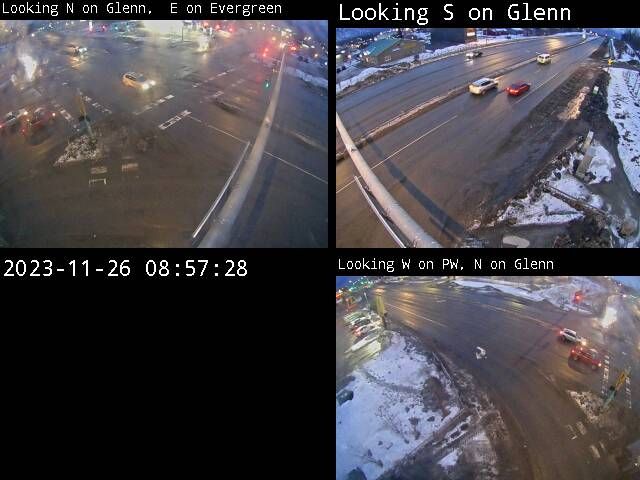 Looking N on Glenn,  E on Evergreen
Looking S on Glenn
2023-11-26 08:57:28
Looking W on PW, N on Glenn